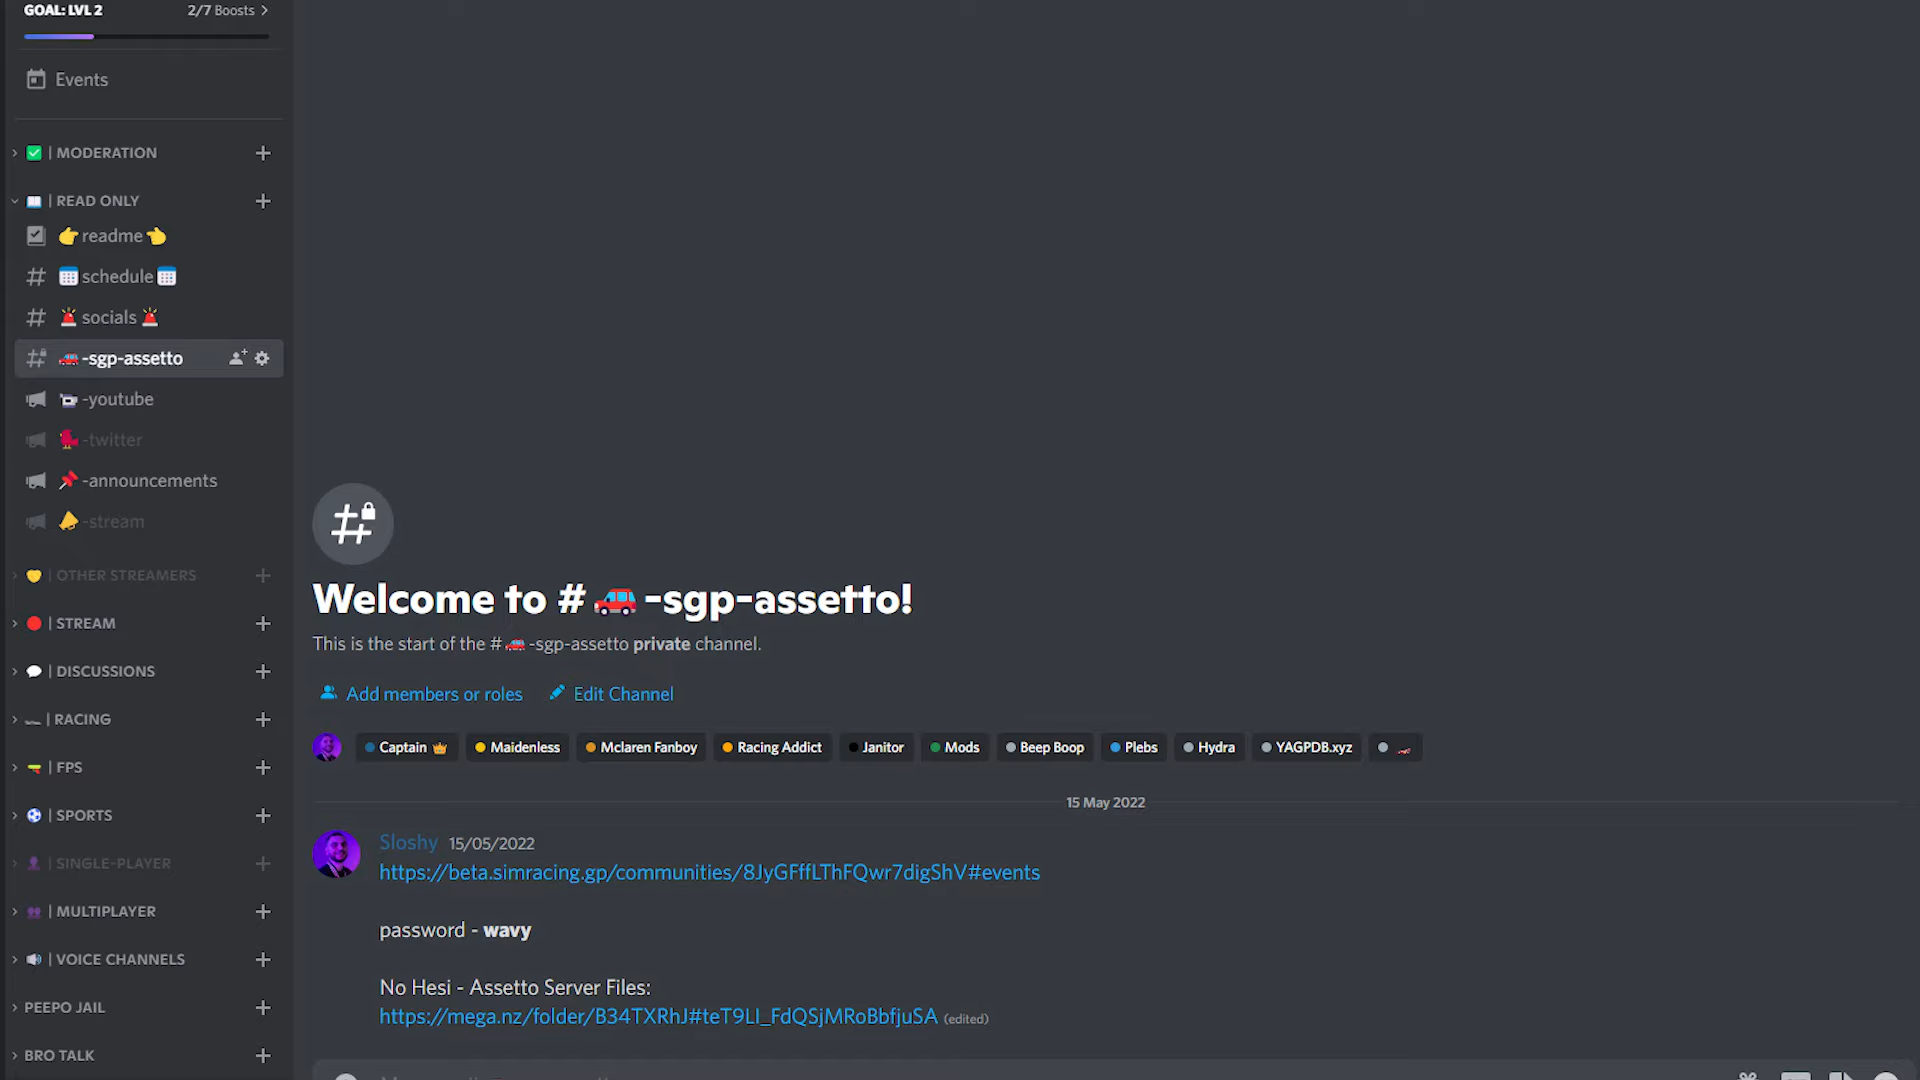 GOAL: LVL 2
2/7 Boosts
Events
| MODERATION
| READ ONLY
readme
schedule
socials
-sgp-assetto
-youtube
-twitter
-announcements
-stream
| OTHER STREAMERS
| STREAM
| DISCUSSIONS
| RACING
| FPS
| SPORTS
| SINGLE-PLAYER
| MULTIPLAYER
| VOICE CHANNELS
PEEPO JAIL
BRO TALK
Welcome to # 🚗-sgp-assetto!
This is the start of the # 🚗-sgp-assetto private channel.
Add members or roles
Edit Channel
Captain 👑
Maidenless
Mclaren Fanboy
Racing Addict
Janitor
Mods
Beep Boop
Plebs
Hydra
YAGPDB.xyz
15 May 2022
Sloshy 15/05/2022
https://beta.simracing.gp/communities/8JyGFffLThFQwr7digShV#events
password - wavy
No Hesi - Assetto Server Files:
https://mega.nz/folder/B34TXRhJ#teT9LI_FdQSjMRoBbfjuSA (edited)